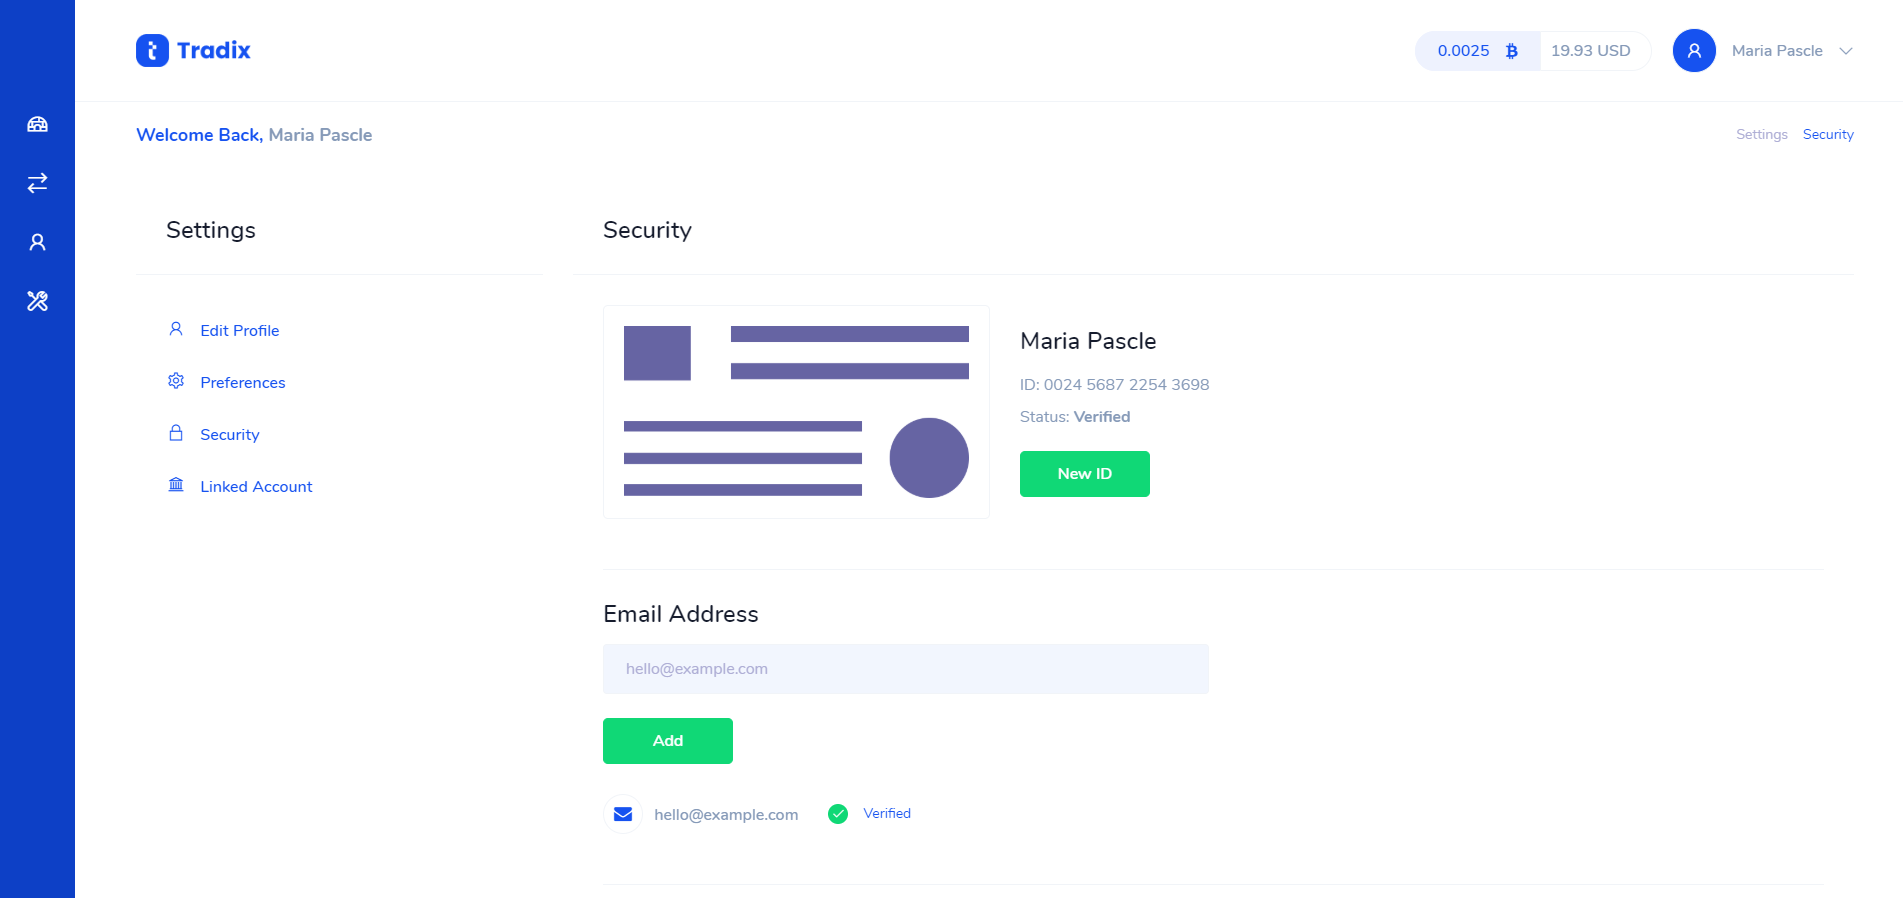 Tradix
0.0025 19.93 USD Maria Pascle
Welcome Back, Maria Pascle
Settings Security
Settings
Edit Profile
Preferences
Security
Linked Account
Security
Maria Pascle
ID: 0024 5687 2254 3698
Status: Verified
New ID
Email Address
hello@example.com
Add
hello@example.com Verified